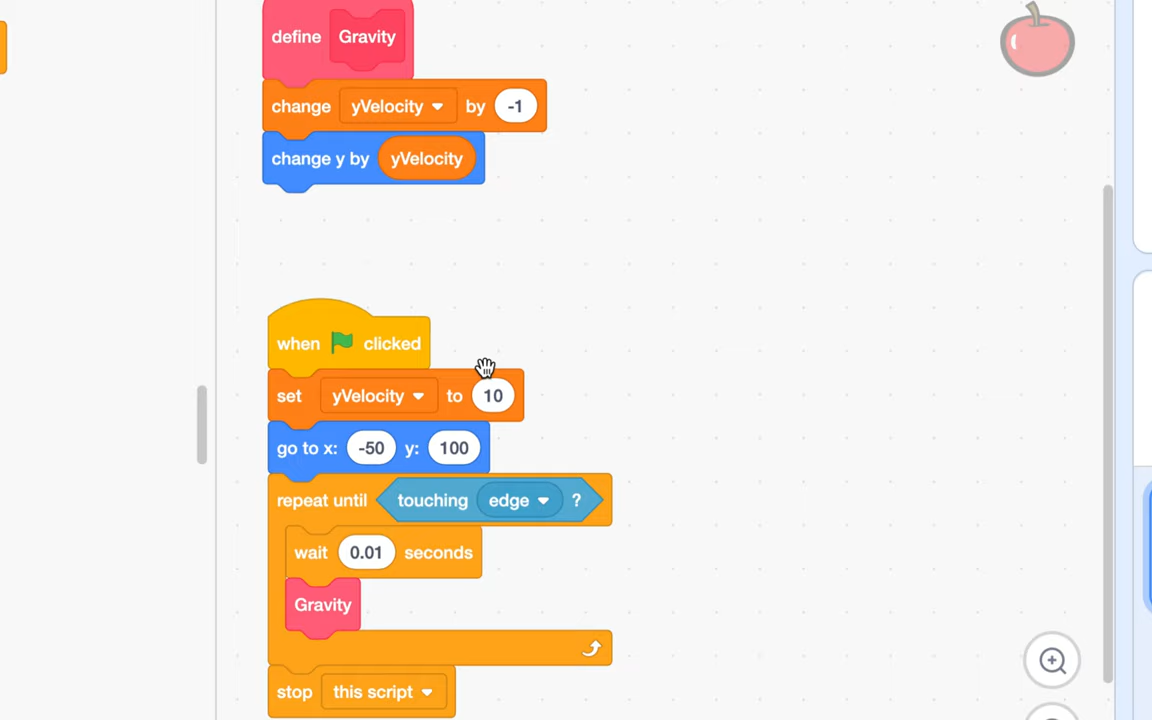 define Gravity
change yVelocity by -1
change y by yVelocity
when clicked
set yVelocity to 10
go to x: -50 y: 100
repeat until touching edge ?
wait 0.01 seconds
Gravity
stop this script